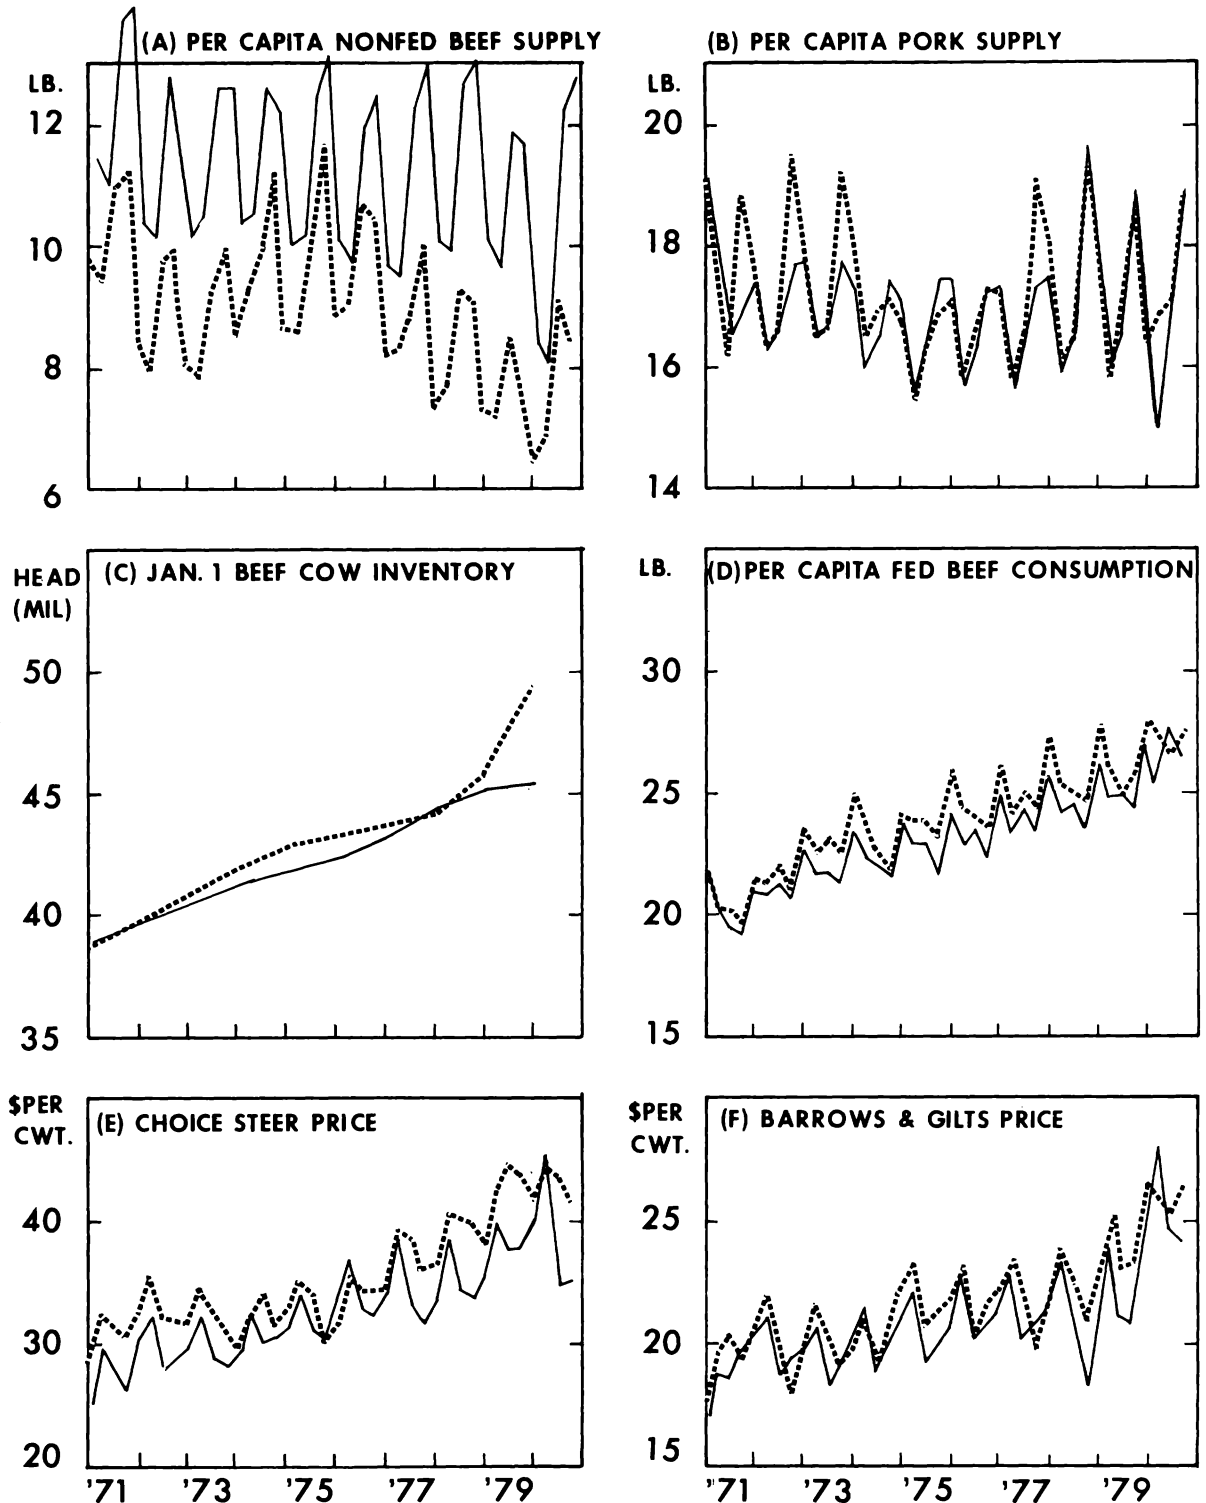 (A) PER CAPITA NONFED BEEF SUPPLY
LB.
12
10
8
6
(B) PER CAPITA PORK SUPPLY
LB.
20
18
16
14
(C) JAN. 1 BEEF COW INVENTORY
HEAD
(MIL)
50
45
40
35
(D) PER CAPITA FED BEEF CONSUMPTION
LB.
30
25
20
15
(E) CHOICE STEER PRICE
$PER
CWT.
40
30
20
'71 '73 '75 '77 '79
(F) BARROWS & GILTS PRICE
$PER
CWT.
25
20
15
'71 '73 '75 '77 '79